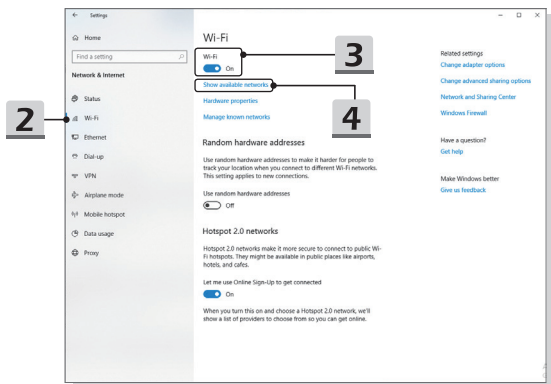 Settings
Home
Find a setting
Network & Internet
Status
Wi-Fi
Ethernet
Dial-up
VPN
Airplane mode
Mobile hotspot
Data usage
Proxy
2
Wi-Fi
Wi-Fi
On
Show available networks
Hardware properties
Manage known networks
3
4
Random hardware addresses
Use random hardware addresses to make it harder for people to
track your location when you connect to different Wi-Fi networks.
This setting applies to new connections.
Use random hardware addresses
Off
Hotspot 2.0 networks
Hotspot 2.0 networks make it more secure to connect to public Wi-
Fi hotspots. They might be available in public places like airports,
hotels, and cafes.
Let me use Online Sign-Up to get connected
On
When you turn this on and choose a Hotspot 2.0 network, we'll
show a list of providers to choose from so you can get online.
Related settings
Change adapter options
Change advanced sharing options
Network and Sharing Center
Windows Firewall
Have a question?
Get help
Make Windows better
Give us feedback